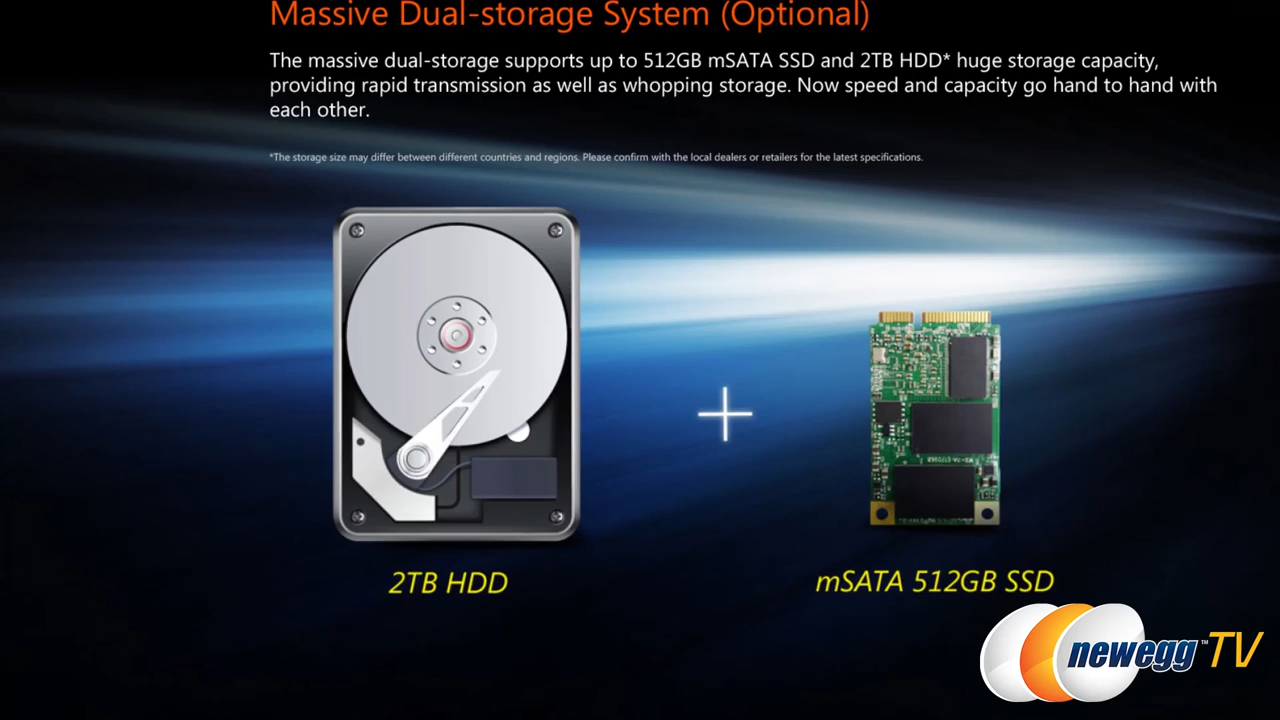 Massive Dual-storage System (Optional)
The massive dual-storage supports up to 512GB mSATA SSD and 2TB HDD* huge storage capacity,
providing rapid transmission as well as whopping storage. Now speed and capacity go hand to hand with
each other.
*The storage size may differ between different countries and regions. Please confirm with the local dealers or retailers for the latest specifications.
2TB HDD
mSATA 512GB SSD
newegg™TV